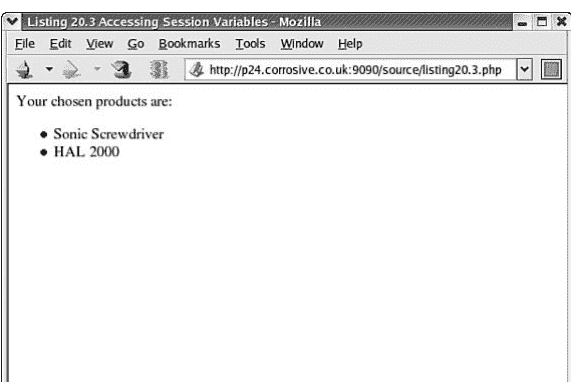 Listing 20.3 Accessing Session Variables - Mozilla
File Edit View Go Bookmarks Tools Window Help
http://p24.corrosive.co.uk:9090/source/listing20.3.php
Your chosen products are:
• Sonic Screwdriver
• HAL 2000